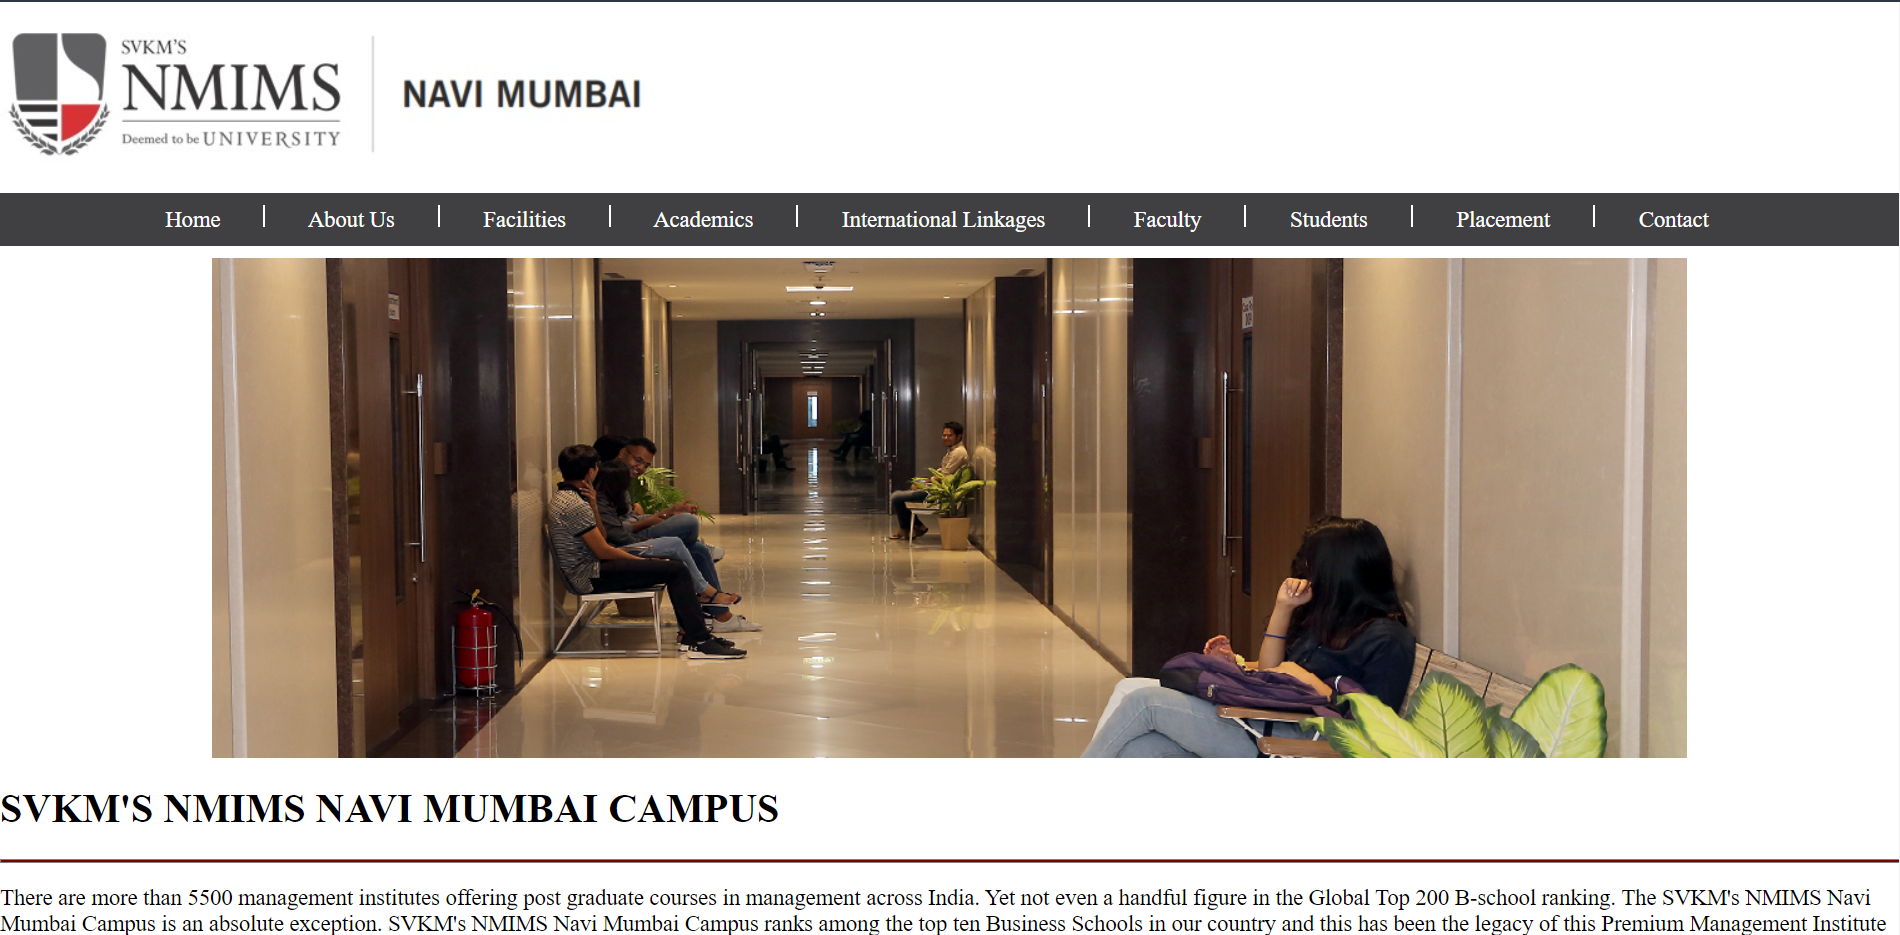 SVKM'S
NMIMS
Deemed to be UNIVERSITY
NAVI MUMBAI
Home
About Us
Facilities
Academics
International Linkages
Faculty
Students
Placement
Contact
SVKM'S NMIMS NAVI MUMBAI CAMPUS
There are more than 5500 management institutes offering post graduate courses in management across India. Yet not even a handful figure in the Global Top 200 B-school ranking. The SVKM's NMIMS Navi
Mumbai Campus is an absolute exception. SVKM's NMIMS Navi Mumbai Campus ranks among the top ten Business Schools in our country and this has been the legacy of this Premium Management Institute